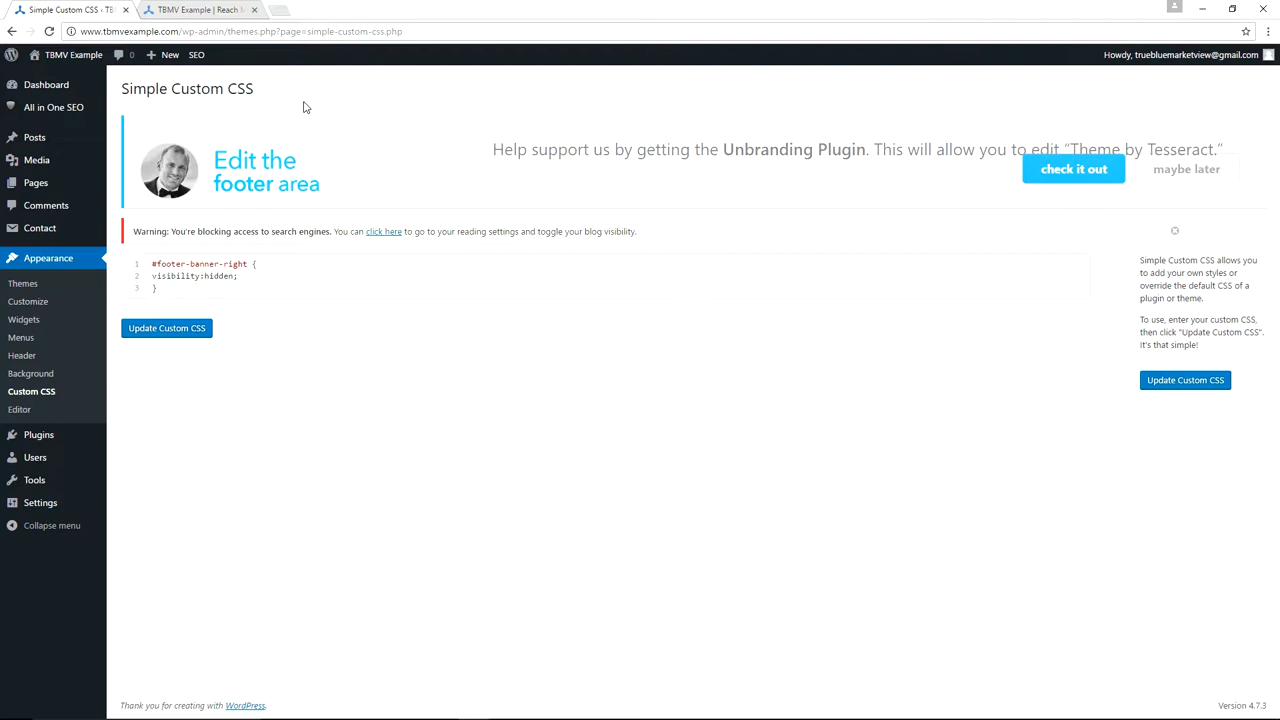 Simple Custom CSS ‹ TB
TBMV Example | Reach M
www.tbmvexample.com/wp-admin/themes.php?page=simple-custom-css.php
TBMV Example 0 New SEO
Howdy, truebluemarketview@gmail.com
Dashboard
All in One SEO
Posts
Media
Pages
Comments
Contact
Appearance
Themes
Customize
Widgets
Menus
Header
Background
Custom CSS
Editor
Plugins
Users
Tools
Settings
Collapse menu
Simple Custom CSS
Edit the
footer area
Help support us by getting the Unbranding Plugin. This will allow you to edit “Theme by Tesseract.”
check it out maybe later
Warning: You're blocking access to search engines. You can click here to go to your reading settings and toggle your blog visibility.
1 #footer-banner-right {
2 visibility:hidden;
3 }
Update Custom CSS
Simple Custom CSS allows you
to add your own styles or
override the default CSS of a
plugin or theme.
To use, enter your custom CSS,
then click "Update Custom CSS".
It's that simple!
Update Custom CSS
Thank you for creating with WordPress.
Version 4.7.3